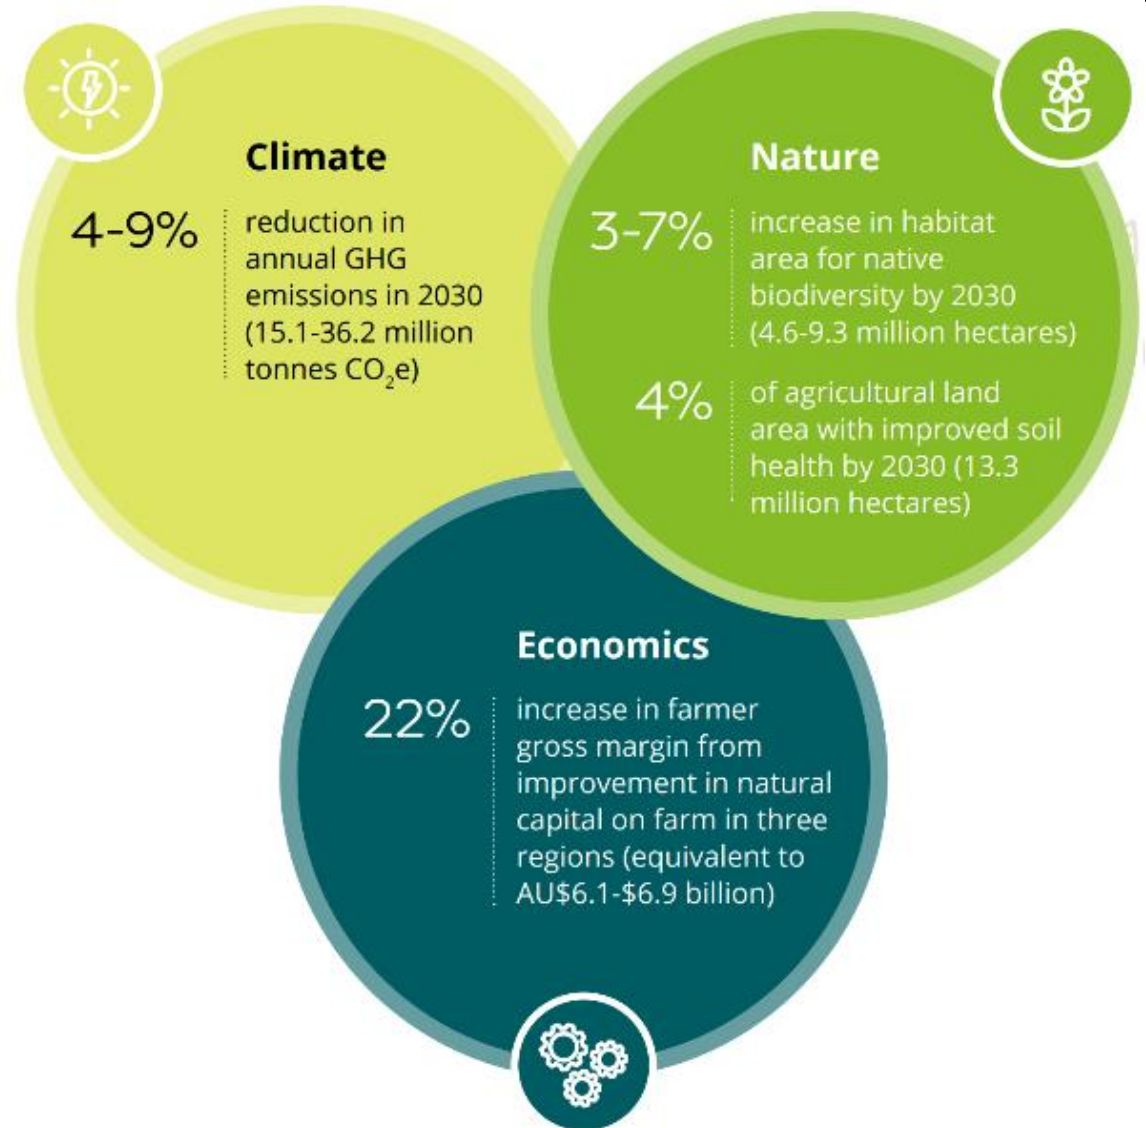 Climate
4-9%
reduction in
annual GHG
emissions in 2030
(15.1-36.2 million
tonnes CO₂e)
Nature
3-7%
increase in habitat
area for native
biodiversity by 2030
(4.6-9.3 million hectares)
4%
of agricultural land
area with improved soil
health by 2030 (13.3
million hectares)
Economics
22%
increase in farmer
gross margin from
improvement in natural
capital on farm in three
regions (equivalent to
AU$6.1-$6.9 billion)